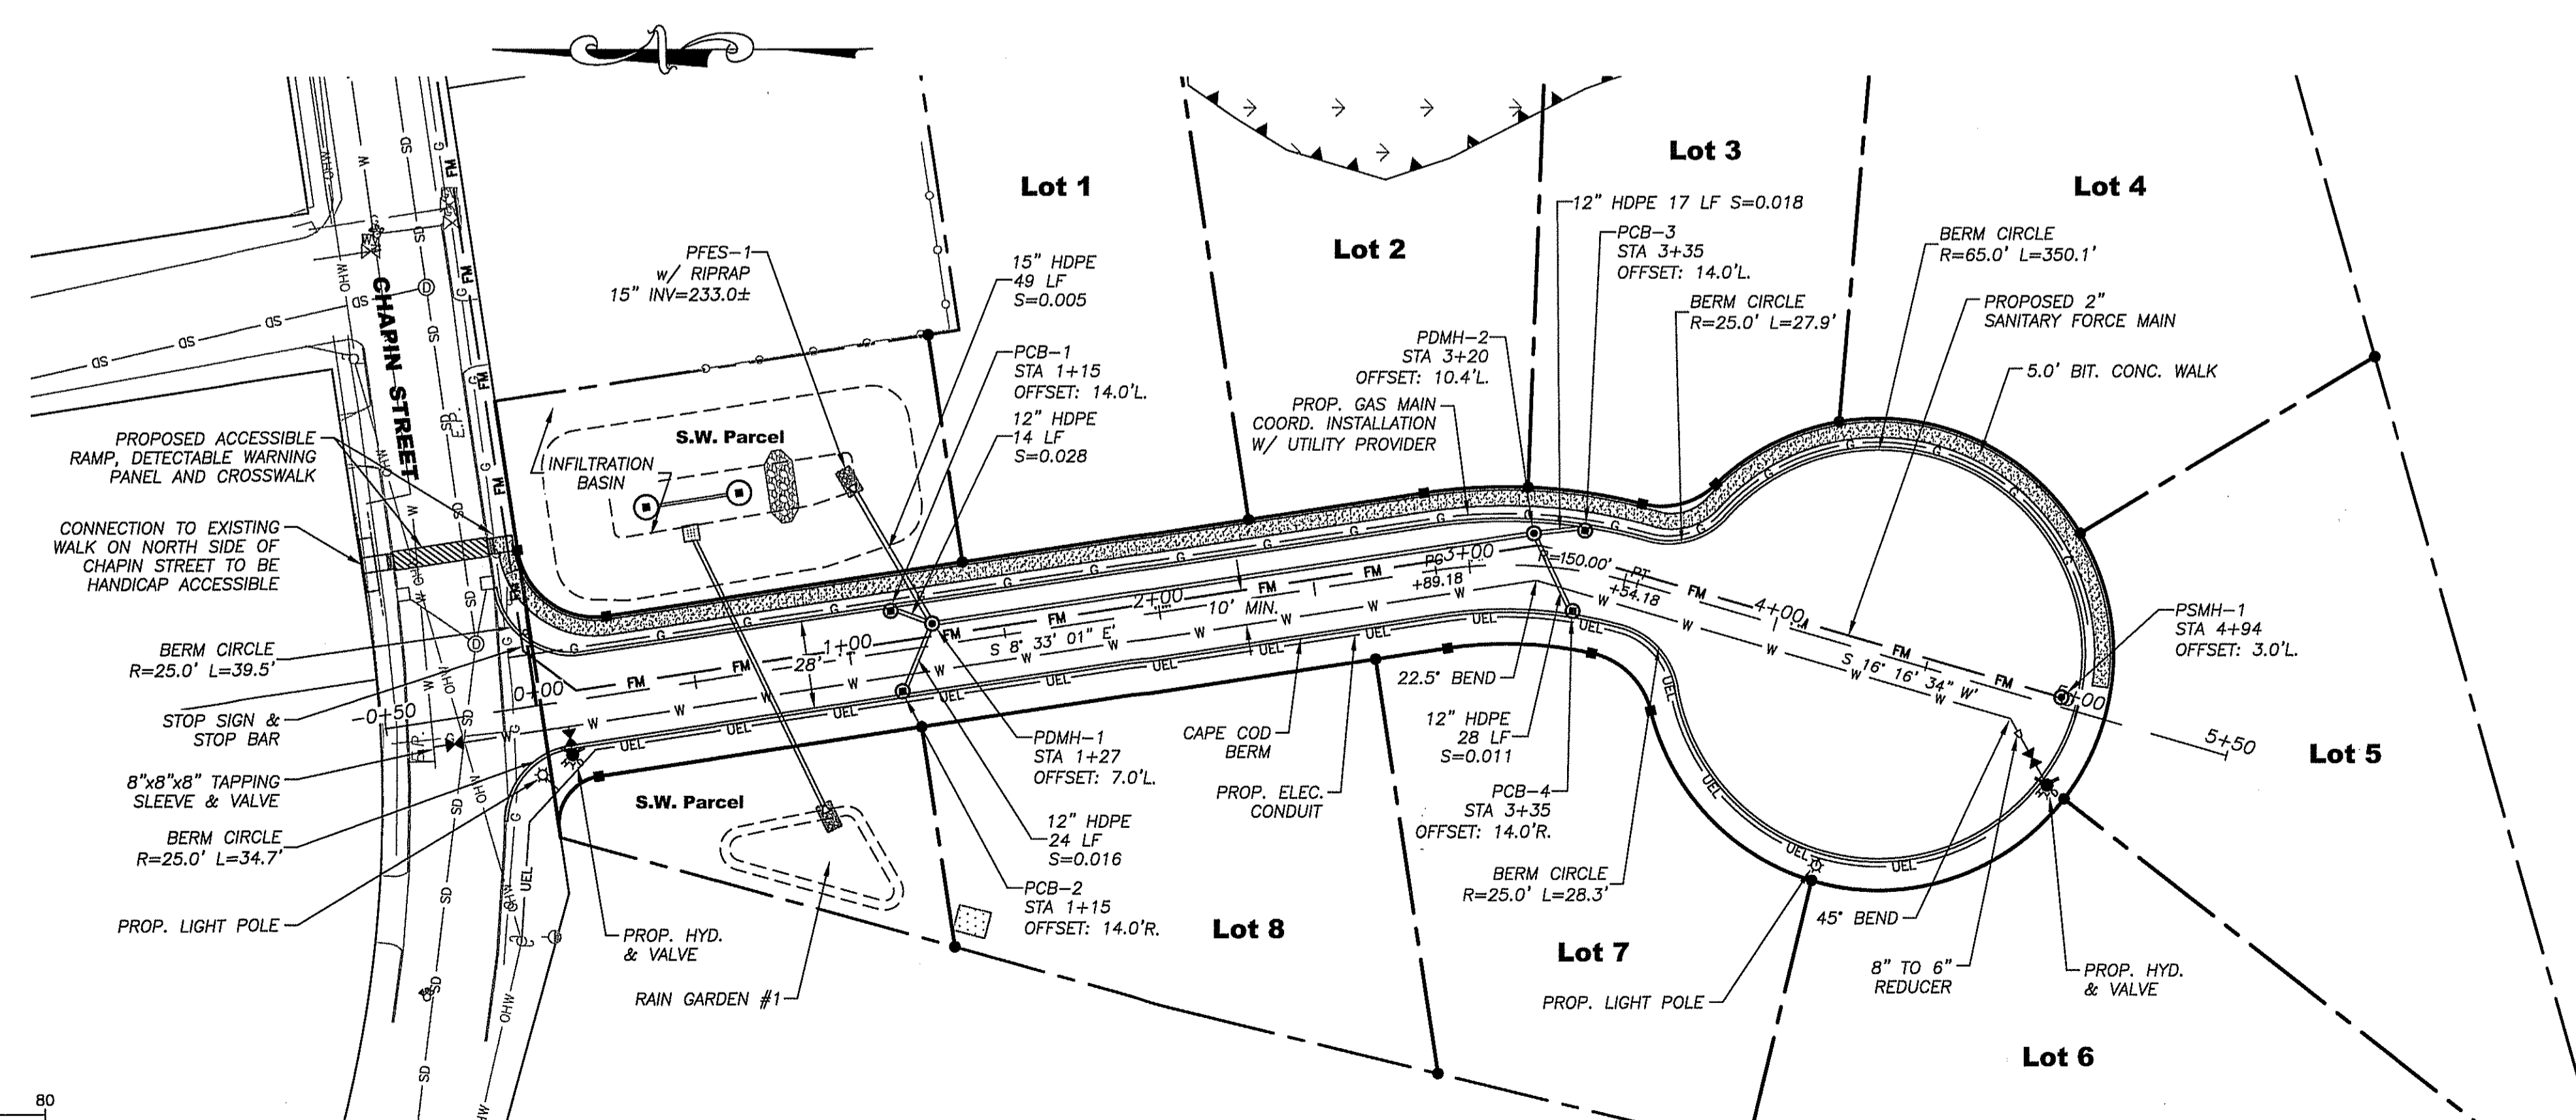 Lot 1
Lot 2
Lot 3
Lot 4
12" HDPE 17 LF S=0.018
PCB-3
STA 3+35
OFFSET: 14.0'L.
BERM CIRCLE
R=65.0' L=350.1'
PFES-1
w/ RIPRAP
15" INV=233.0±
15" HDPE
49 LF
S=0.005
BERM CIRCLE
R=25.0' L=27.9'
PROPOSED 2"
SANITARY FORCE MAIN
PCB-1
STA 1+15
OFFSET: 14.0'L.
PDMH-2
STA 3+20
OFFSET: 10.4'L.
5.0' BIT. CONC. WALK
12" HDPE
14 LF
S=0.028
PROP. GAS MAIN
COORD. INSTALLATION
W/ UTILITY PROVIDER
CHAPIN STREET
E.P.
PROPOSED ACCESSIBLE
RAMP, DETECTABLE WARNING
PANEL AND CROSSWALK
S.W. Parcel
INFILTRATION
BASIN
CONNECTION TO EXISTING
WALK ON NORTH SIDE OF
CHAPIN STREET TO BE
HANDICAP ACCESSIBLE
BERM CIRCLE
R=25.0' L=39.5'
STOP SIGN &
STOP BAR
8"x8"x8" TAPPING
SLEEVE & VALVE
BERM CIRCLE
R=25.0' L=34.7'
PROP. LIGHT POLE
-0+50
0+00
1+00
28'
2+00
10' MIN.
S 8° 33' 01" E
3+00
+89.18
R=150.00'
PT
+54.18
4+00
S 16° 16' 34" W
5+00
5+50
PSMH-1
STA 4+94
OFFSET: 3.0'L.
Lot 5
22.5° BEND
12" HDPE
28 LF
S=0.011
CAPE COD
BERM
PROP. ELEC.
CONDUIT
PDMH-1
STA 1+27
OFFSET: 7.0'L.
PCB-4
STA 3+35
OFFSET: 14.0'R.
S.W. Parcel
12" HDPE
24 LF
S=0.016
BERM CIRCLE
R=25.0' L=28.3'
PCB-2
STA 1+15
OFFSET: 14.0'R.
PROP. HYD.
& VALVE
RAIN GARDEN #1
Lot 8
Lot 7
45° BEND
8" TO 6"
REDUCER
PROP. HYD.
& VALVE
PROP. LIGHT POLE
Lot 6
80